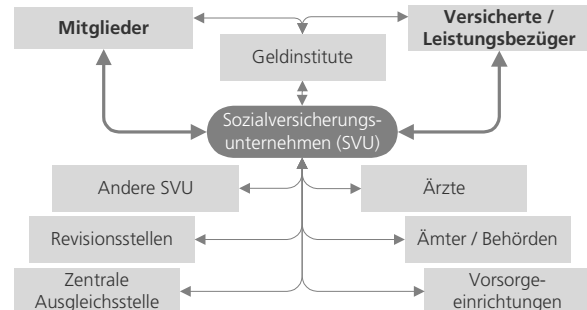 Mitglieder
Versicherte /
Leistungsbezüger
Geldinstitute
Sozialversicherungs-
unternehmen (SVU)
Andere SVU
Ärzte
Revisionsstellen
Ämter / Behörden
Zentrale
Ausgleichsstelle
Vorsorge-
einrichtungen